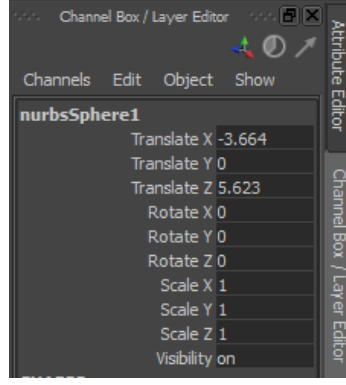 Channel Box / Layer Editor
Channels Edit Object Show
nurbsSphere1
Translate X -3.664
Translate Y 0
Translate Z 5.623
Rotate X 0
Rotate Y 0
Rotate Z 0
Scale X 1
Scale Y 1
Scale Z 1
Visibility on
Attribute Editor
Channel Box / Layer Editor